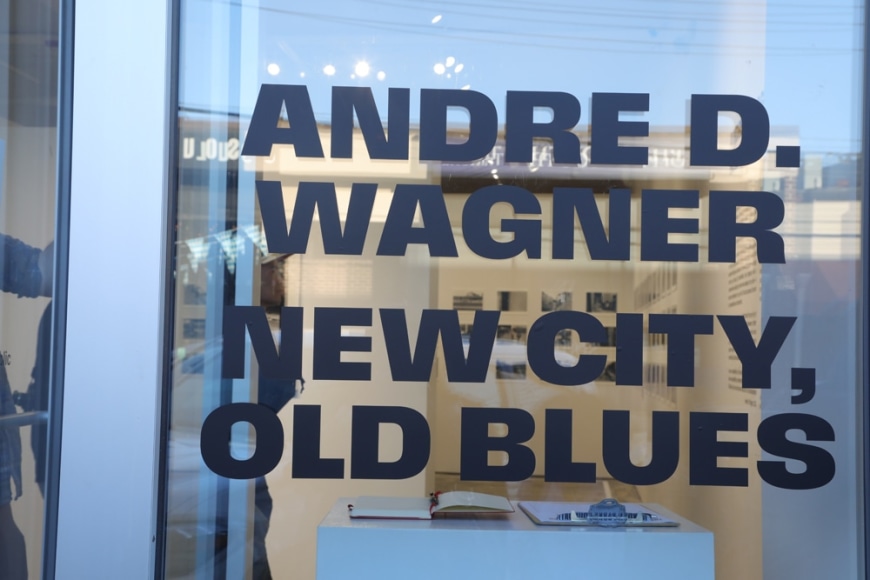 ANDRE D.
WAGNER
NEW CITY,
OLD BLUES